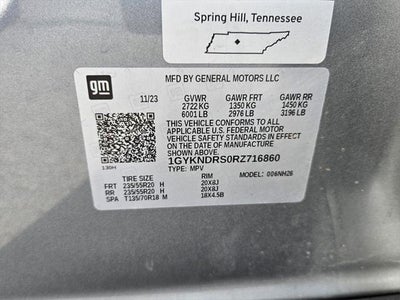 Spring Hill, Tennessee
gm
MFD BY GENERAL MOTORS LLC
11/23 GVWR GAWR FRT GAWR RR
2722 KG 1350 KG 1450 KG
6001 LB 2976 LB 3196 LB
THIS VEHICLE CONFORMS TO ALL
APPLICABLE U.S. FEDERAL MOTOR
VEHICLE SAFETY STANDARDS IN EFFECT
ON THE DATE OF MANUFACTURE
SHOWN ABOVE.
1GYKNDRS0RZ716860
TYPE: MPV MODEL: 006NH26
TIRE SIZE RIM
FRT 235/55R20 H 20X8J
RR 235/55R20 H 20X8J
SPA T135/70R18 M 18X4.5B